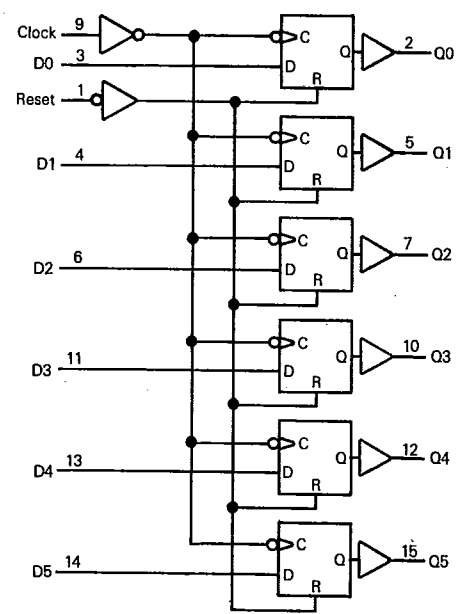 Clock 9 C Q 2 Q0
D0 3 D
Reset 1 R
C Q 5 Q1
D1 4 D
R
C Q 7 Q2
D2 6 D
R
C Q 10 Q3
D3 11 D
R
C Q 12 Q4
D4 13 D
R
C Q 15 Q5
D5 14 D
R